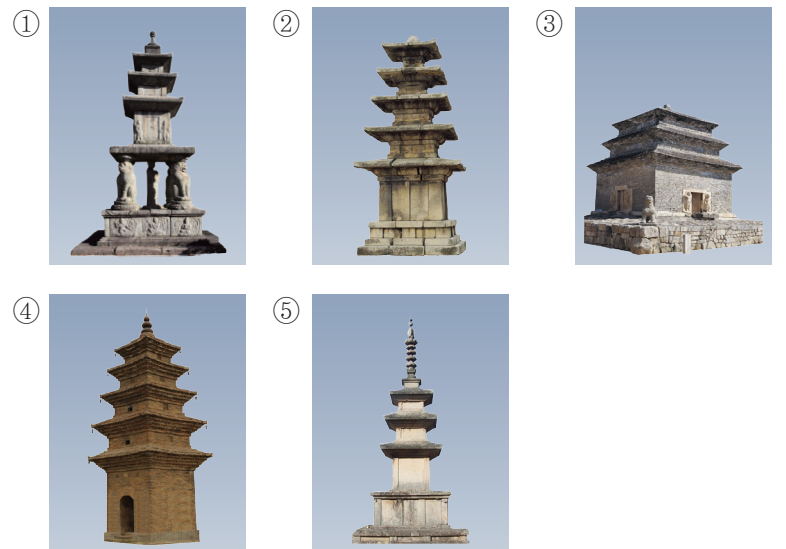 ① ② ③
④ ⑤